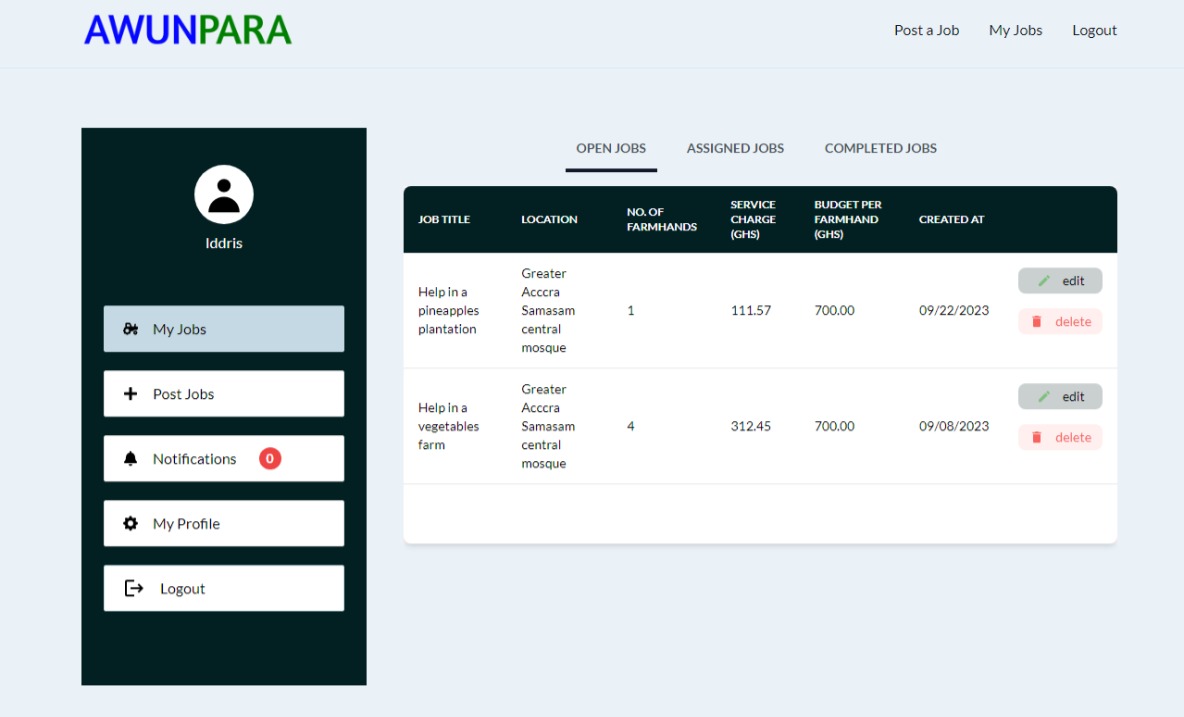 AWUNPARA
Post a Job
My Jobs
Logout
Iddris
My Jobs
Post Jobs
Notifications 0
My Profile
Logout
OPEN JOBS
ASSIGNED JOBS
COMPLETED JOBS
JOB TITLE
LOCATION
NO. OF
FARMHANDS
SERVICE
CHARGE
(GHS)
BUDGET PER
FARMHAND
(GHS)
CREATED AT
Help in a
pineapples
plantation
Greater
Acccra
Samasam
central
mosque
1
111.57
700.00
09/22/2023
edit
delete
Help in a
vegetables
farm
Greater
Acccra
Samasam
central
mosque
4
312.45
700.00
09/08/2023
edit
delete